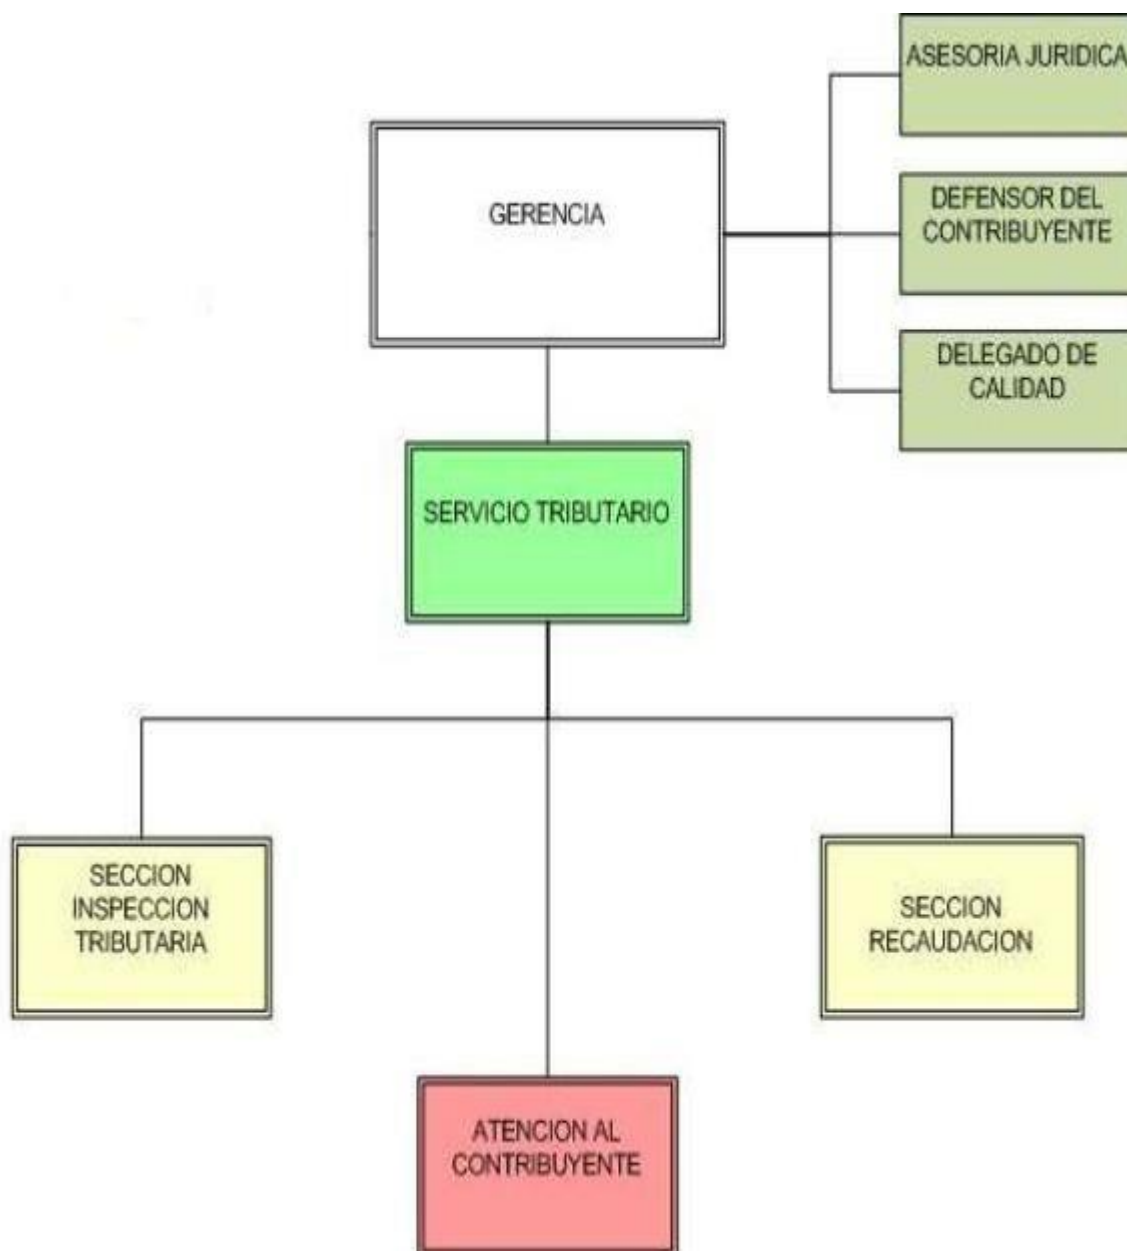 ASESORIA JURIDICA
GERENCIA
DEFENSOR DEL
CONTRIBUYENTE
DELEGADO DE
CALIDAD
SERVICIO TRIBUTARIO
SECCION
INSPECCION
TRIBUTARIA
SECCION
RECAUDACION
ATENCION AL
CONTRIBUYENTE